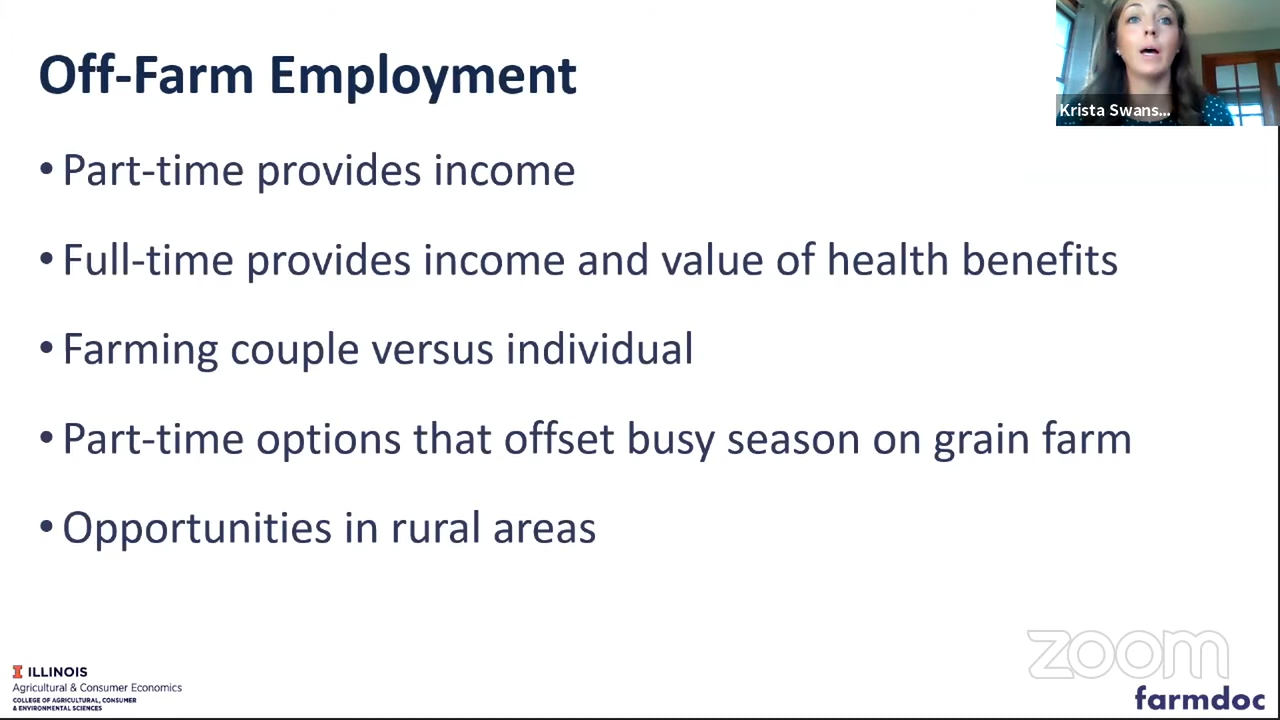 Off-Farm Employment
Krista Swans...
• Part-time provides income
• Full-time provides income and value of health benefits
• Farming couple versus individual
• Part-time options that offset busy season on grain farm
• Opportunities in rural areas
I ILLINOIS
Agricultural & Consumer Economics
COLLEGE OF AGRICULTURAL, CONSUMER
& ENVIRONMENTAL SCIENCES
zoom
farmdoc